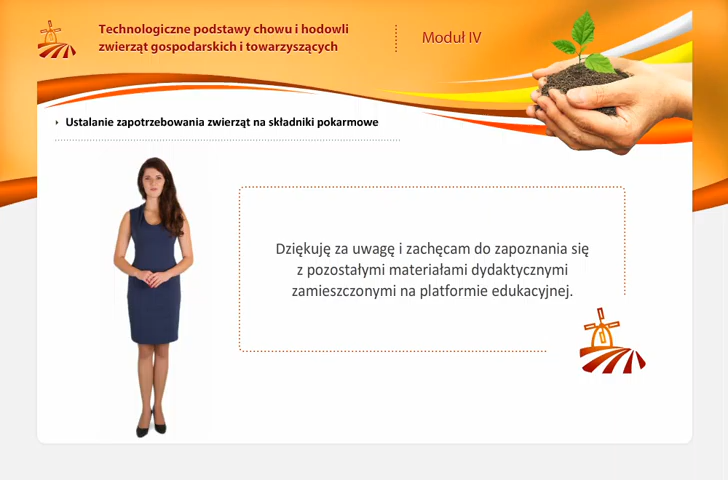 Technologiczne podstawy chowu i hodowli
zwierząt gospodarskich i towarzyszących
Moduł IV
Ustalanie zapotrzebowania zwierząt na składniki pokarmowe
Dziękuję za uwagę i zachęcam do zapoznania się
z pozostałymi materiałami dydaktycznymi
zamieszczonymi na platformie edukacyjnej.